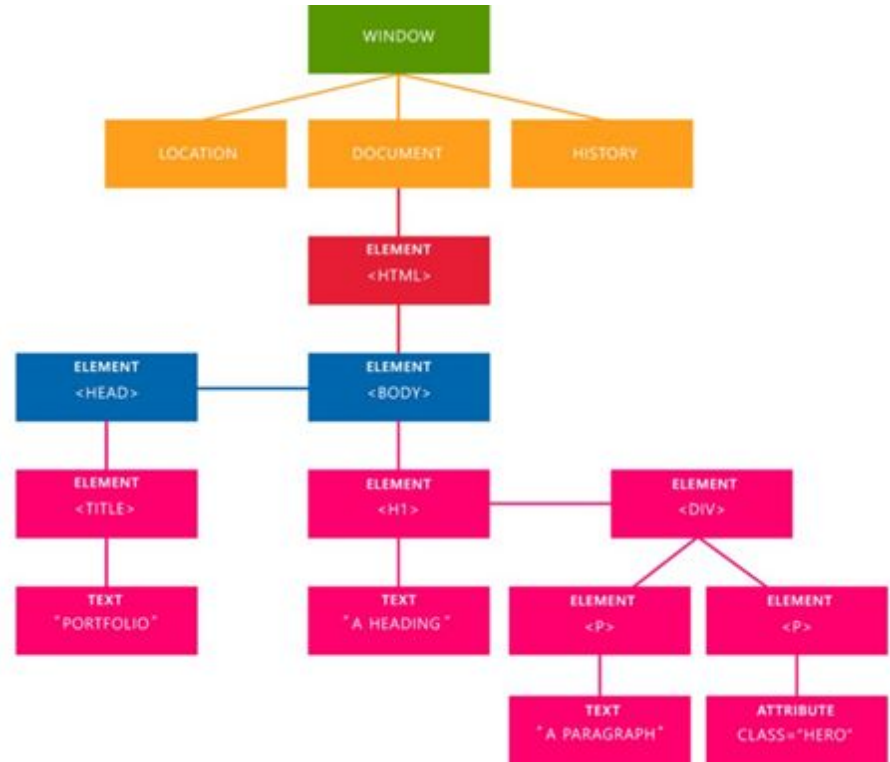 WINDOW
LOCATION
DOCUMENT
HISTORY
ELEMENT
<HTML>
ELEMENT
<HEAD>
ELEMENT
<BODY>
ELEMENT
<TITLE>
ELEMENT
<H1>
ELEMENT
<DIV>
TEXT
"PORTFOLIO"
TEXT
"A HEADING"
ELEMENT
<P>
ELEMENT
<P>
TEXT
"A PARAGRAPH"
ATTRIBUTE
CLASS="HERO"